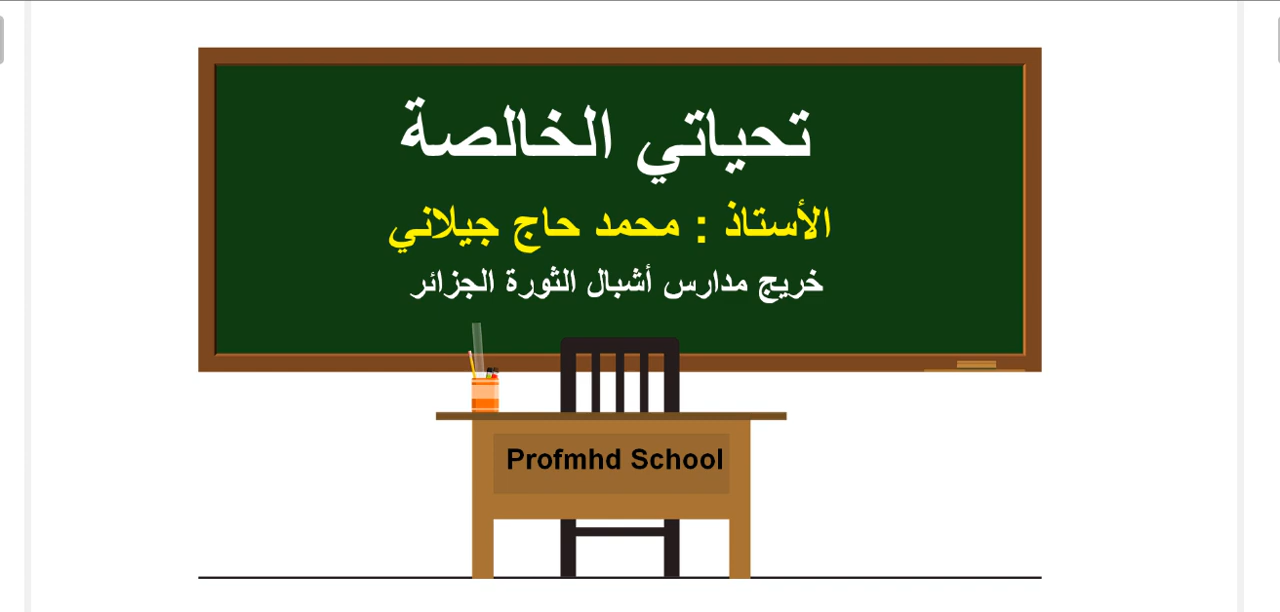 تحياتي الخالصة
الأستاذ : محمد حاج جيلاني
خريج مدارس أشبال الثورة الجزائر
Profmhd School